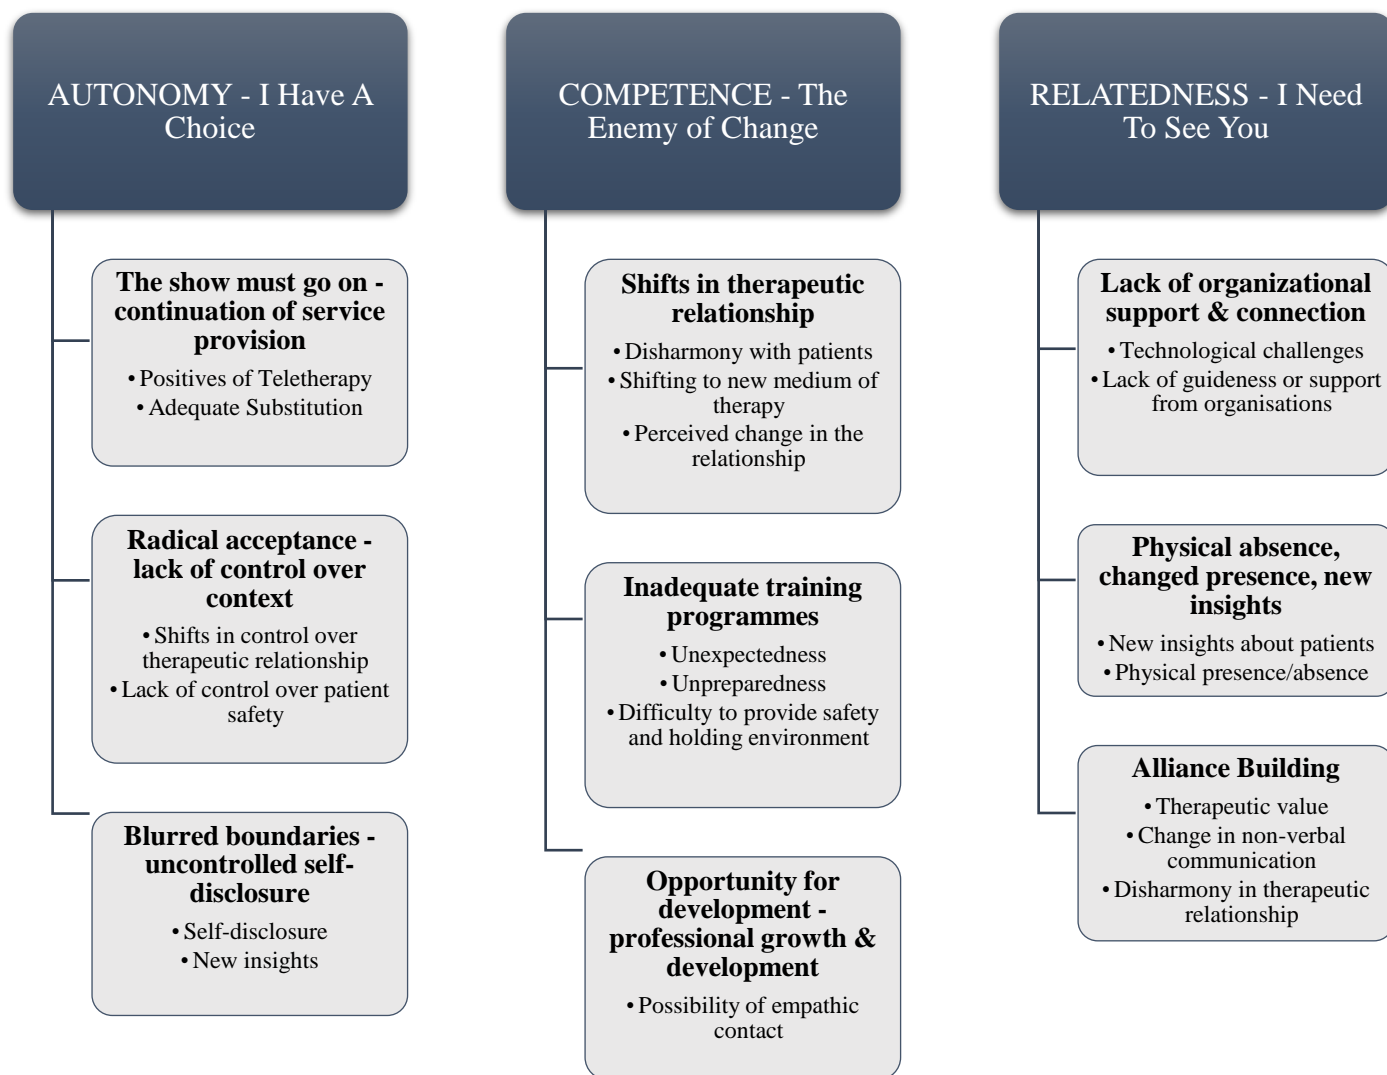 AUTONOMY - I Have A
Choice
The show must go on -
continuation of service
provision
• Positives of Teletherapy
• Adequate Substitution
Radical acceptance -
lack of control over
context
• Shifts in control over
therapeutic relationship
• Lack of control over patient
safety
Blurred boundaries -
uncontrolled self-
disclosure
• Self-disclosure
• New insights
COMPETENCE - The
Enemy of Change
Shifts in therapeutic
relationship
• Disharmony with patients
• Shifting to new medium of
therapy
• Perceived change in the
relationship
Inadequate training
programmes
• Unexpectedness
• Unpreparedness
• Difficulty to provide safety
and holding environment
Opportunity for
development -
professional growth &
development
• Possibility of empathic
contact
RELATEDNESS - I Need
To See You
Lack of organizational
support & connection
• Technological challenges
• Lack of guideness or support
from organisations
Physical absence,
changed presence, new
insights
• New insights about patients
• Physical presence/absence
Alliance Building
• Therapeutic value
• Change in non-verbal
communication
• Disharmony in therapeutic
relationship